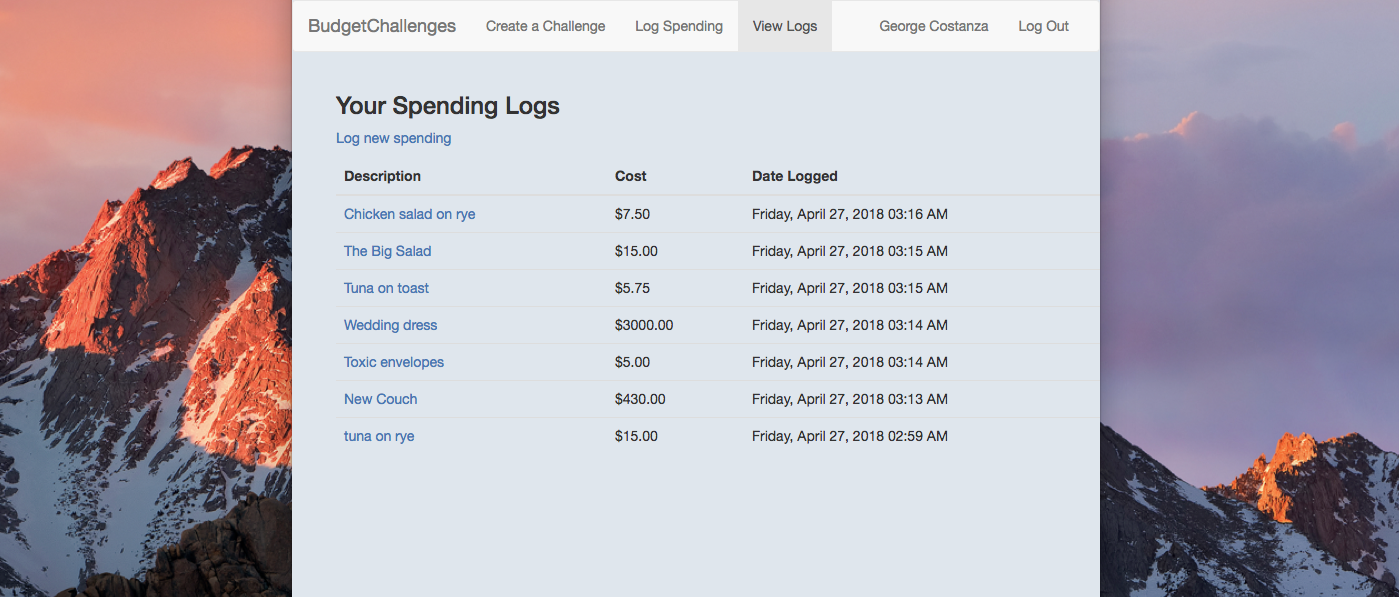 BudgetChallenges Create a Challenge Log Spending View Logs George Costanza Log Out
Your Spending Logs
Log new spending
Description Cost Date Logged
Chicken salad on rye $7.50 Friday, April 27, 2018 03:16 AM
The Big Salad $15.00 Friday, April 27, 2018 03:15 AM
Tuna on toast $5.75 Friday, April 27, 2018 03:15 AM
Wedding dress $3000.00 Friday, April 27, 2018 03:14 AM
Toxic envelopes $5.00 Friday, April 27, 2018 03:14 AM
New Couch $430.00 Friday, April 27, 2018 03:13 AM
tuna on rye $15.00 Friday, April 27, 2018 02:59 AM